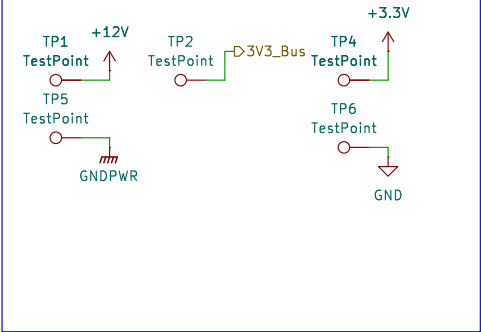 +3.3V
TP1 +12V TP2 TP4
TestPoint TestPoint 3V3_Bus TestPoint
TP5 TP6
TestPoint TestPoint
GNDPWR
GND